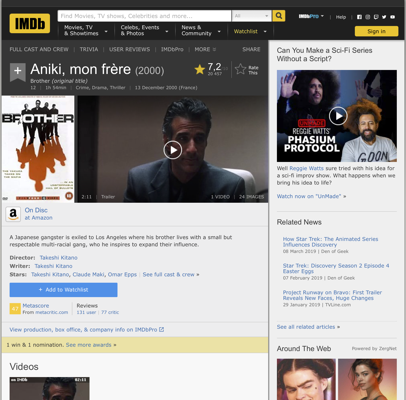 IMDb
Find Movies, TV shows, Celebrities and more...
All
IMDbPro
Help
Movies, TV & Showtimes
Celebs, Events & Photos
News & Community
Watchlist
Sign in
FULL CAST AND CREW | TRIVIA | USER REVIEWS | IMDbPro | MORE
SHARE
Aniki, mon frère (2000)
Brother (original title)
12 | 1h 54min | Crime, Drama, Thriller | 13 December 2000 (France)
7,2
Rate This
BROTHER
2:11 | Trailer
1 VIDEO | 24 IMAGES
On Disc
at Amazon
A Japanese gangster is exiled to Los Angeles where his brother lives with a small but
respectable multi-racial gang, who he inspires to expand their influence.
Director: Takeshi Kitano
Writer: Takeshi Kitano
Stars: Takeshi Kitano, Claude Maki, Omar Epps | See full cast & crew »
+ Add to Watchlist
Metascore
From metacritic.com
Reviews
131 user | 77 critic
View production, box office, & company info on IMDbPro
1 win & 1 nomination. See more awards »
Videos
02:11
Can You Make a Sci-Fi Series
Without a Script?
REGGIE WATTS'
PHASIUM
PROTOCOL
GOON
Well Reggie Watts sure tried with his idea for
a sci-fi improv show. What happens when we
bring his idea to life?
Watch now on "UnMade" »
Related News
How Star Trek: The Animated
Series Influences Discovery
08 March 2019 | Den of Geek
Star Trek: Discovery Season 2 Episode 4
Easter Eggs
07 February 2019 | Den of Geek
Project Runway on Bravo: First Trailer
Reveals New Faces, Huge Changes
29 January 2019 | TVLine.com
See all related articles »
Around The Web
Powered by ZergNet